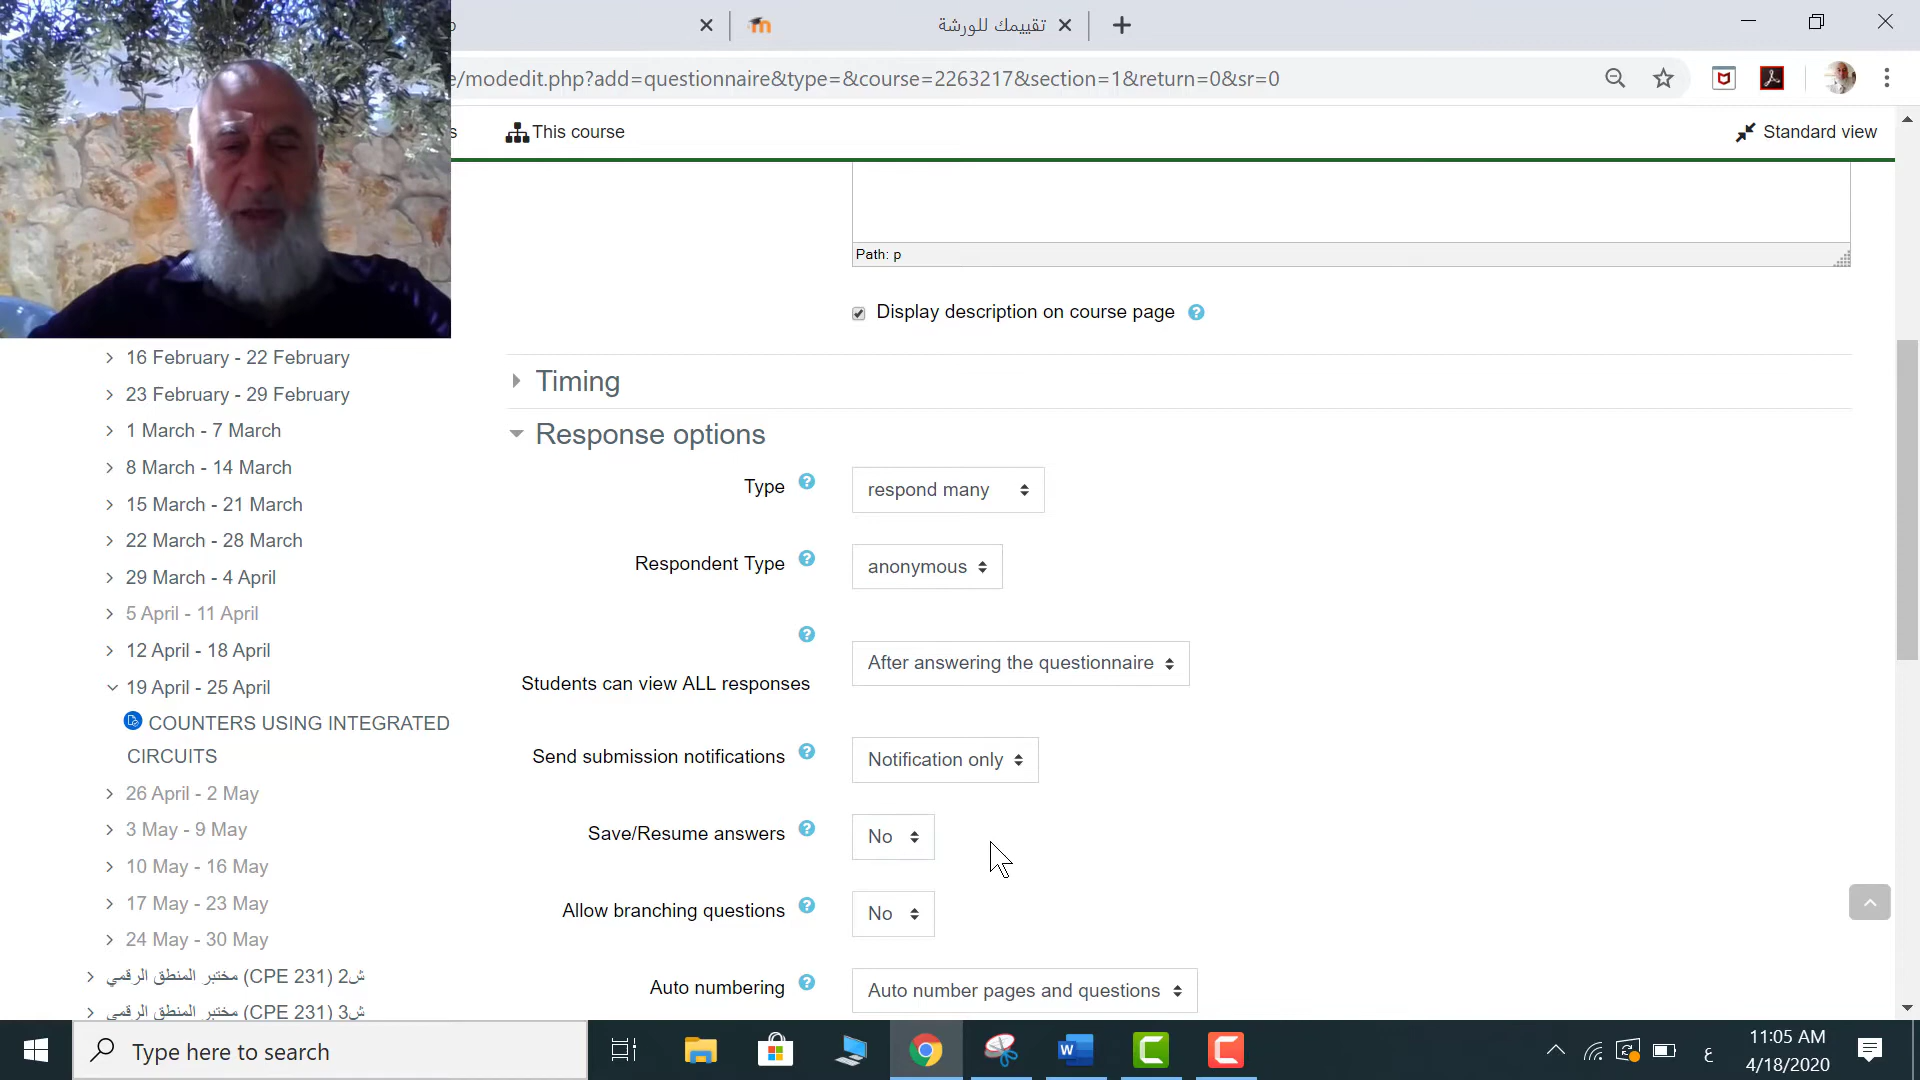 تقييمك للورشة
e/modedit.php?add=questionnaire&type=&course=2263217&section=1&return=0&sr=0
This course
Standard view
Path: p
Display description on course page
Timing
Response options
Type
respond many
Respondent Type
anonymous
Students can view ALL responses
After answering the questionnaire
Send submission notifications
Notification only
Save/Resume answers
No
Allow branching questions
No
Auto numbering
Auto number pages and questions
16 February - 22 February
23 February - 29 February
1 March - 7 March
8 March - 14 March
15 March - 21 March
22 March - 28 March
29 March - 4 April
5 April - 11 April
12 April - 18 April
19 April - 25 April
COUNTERS USING INTEGRATED
CIRCUITS
26 April - 2 May
3 May - 9 May
10 May - 16 May
17 May - 23 May
24 May - 30 May
مختبر المنطق الرقمي (CPE 231) ش2
مختبر المنطق الرقمي (CPE 231) ش3
Type here to search
ع
11:05 AM
4/18/2020